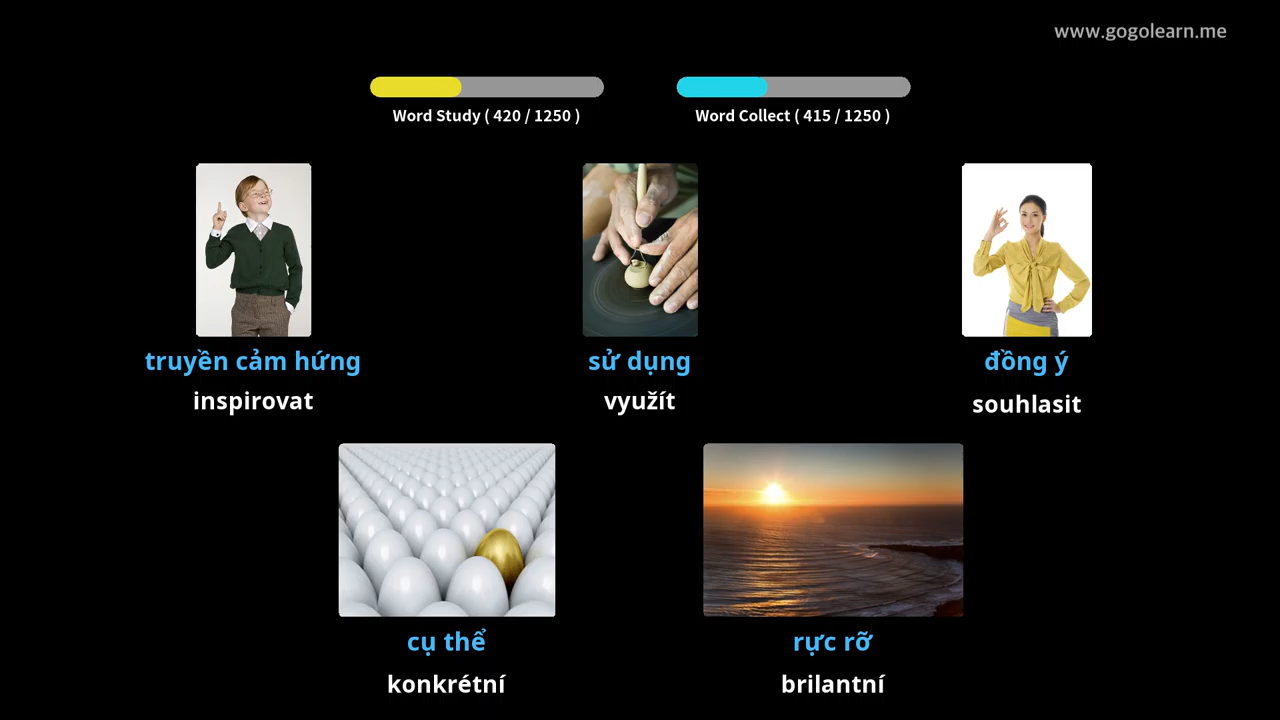 www.gogolearn.me
Word Study ( 420 / 1250 )
Word Collect ( 415 / 1250 )
truyền cảm hứng
sử dụng
đồng ý
inspirovat
využít
souhlasit
cụ thể
rực rỡ
konkrétní
brilantní